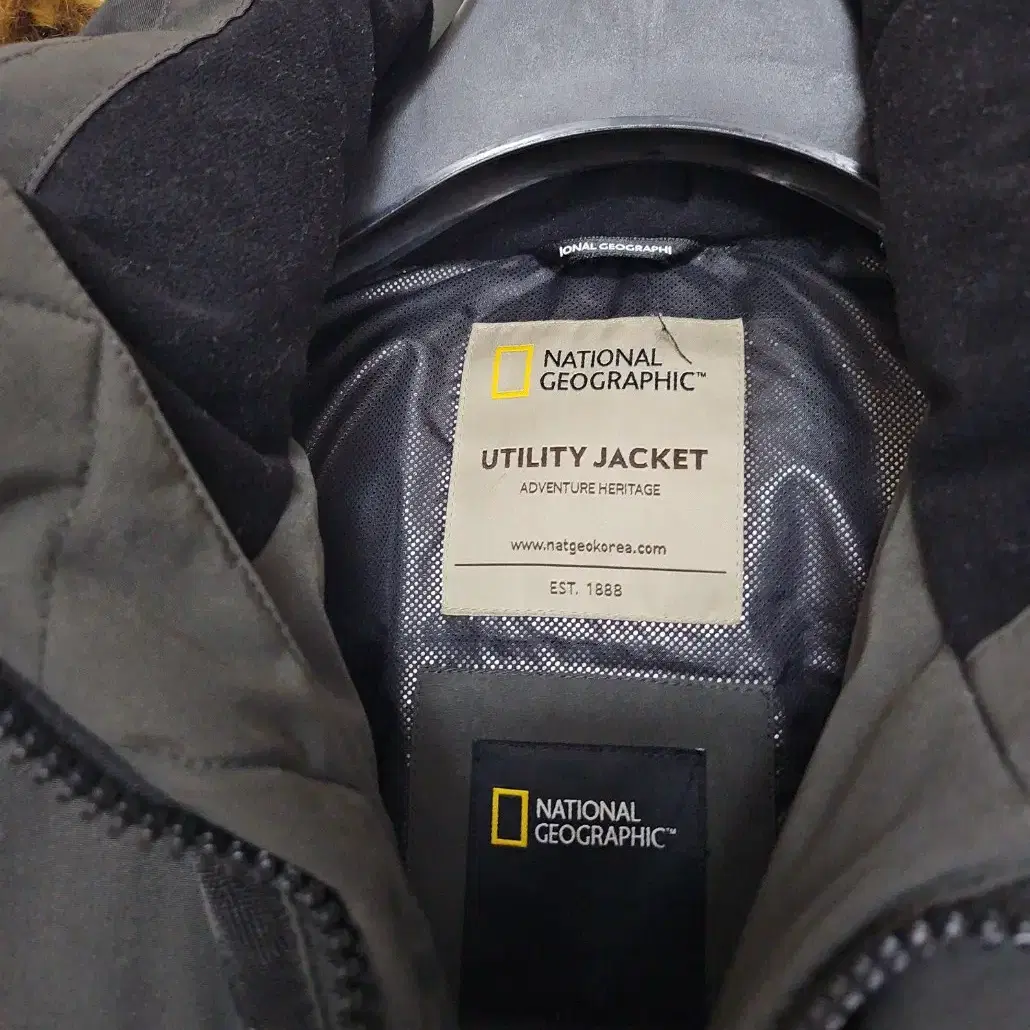 IONAL GEOGRAPHI
NATIONAL
GEOGRAPHIC™
UTILITY JACKET
ADVENTURE HERITAGE
www.natgeokorea.com
EST. 1888
NATIONAL
GEOGRAPHIC™